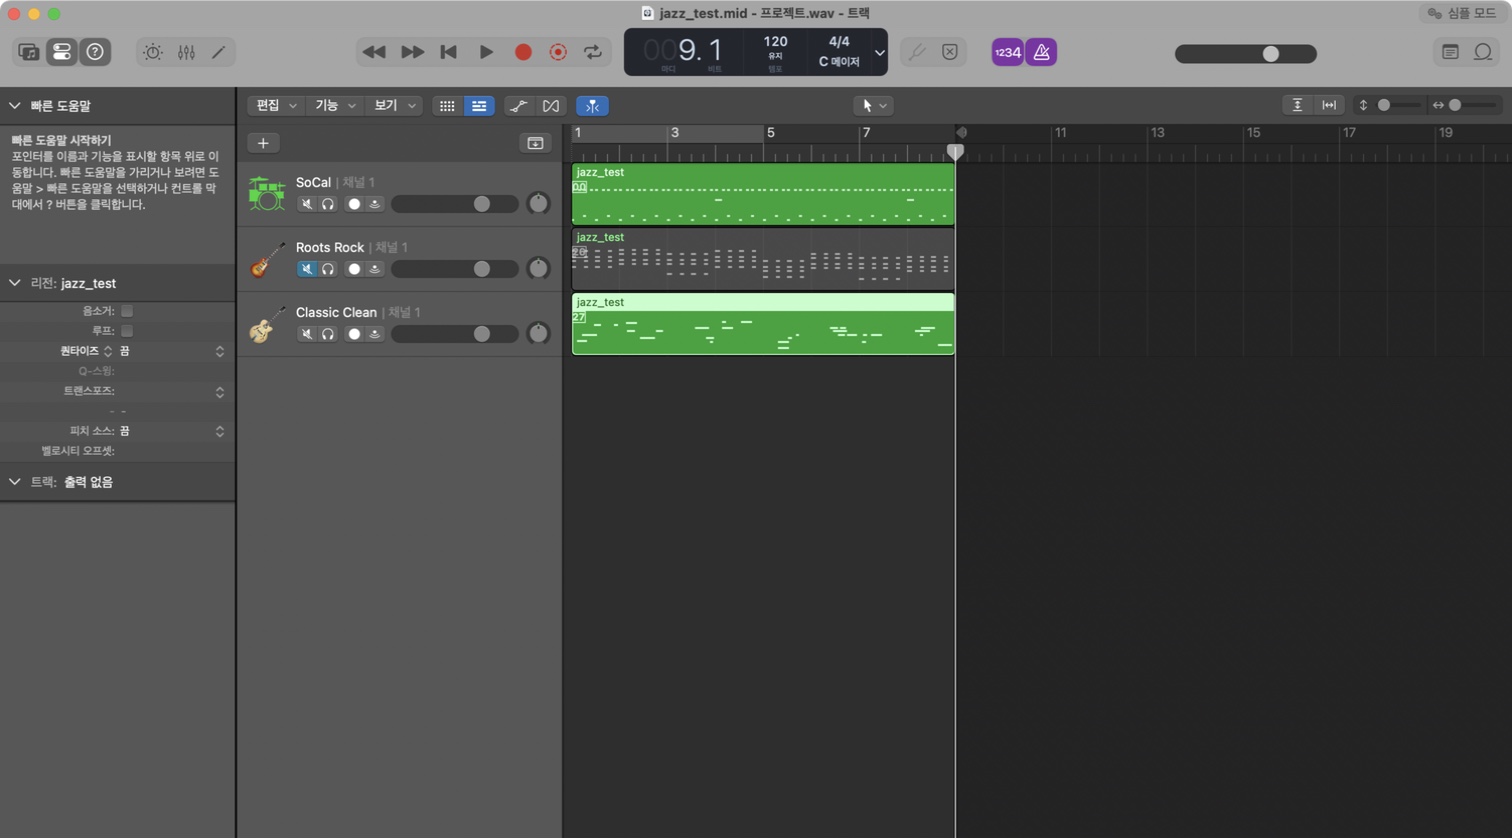 jazz_test.mid - 프로젝트.wav - 트랙
심플 모드
009. 1
마디
비트
120
유지
템포
4/4
C 메이저
1234
빠른 도움말
빠른 도움말 시작하기
포인터를 이름과 기능을 표시할 항목 위로 이
동합니다. 빠른 도움말을 가리거나 보려면 도
움말 > 빠른 도움말을 선택하거나 컨트롤 막
대에서 ? 버튼을 클릭합니다.
리전: jazz_test
음소거:
루프:
퀀타이즈 끔
Q-스윙:
트랜스포즈:
- -
피치 소스: 끔
벨로시티 오프셋:
트랙: 출력 없음
편집 기능 보기
1 3 5 7 9 11 13 15 17 19
SoCal | 채널 1
jazz_test
Roots Rock | 채널 1
jazz_test
26
Classic Clean | 채널 1
jazz_test
27